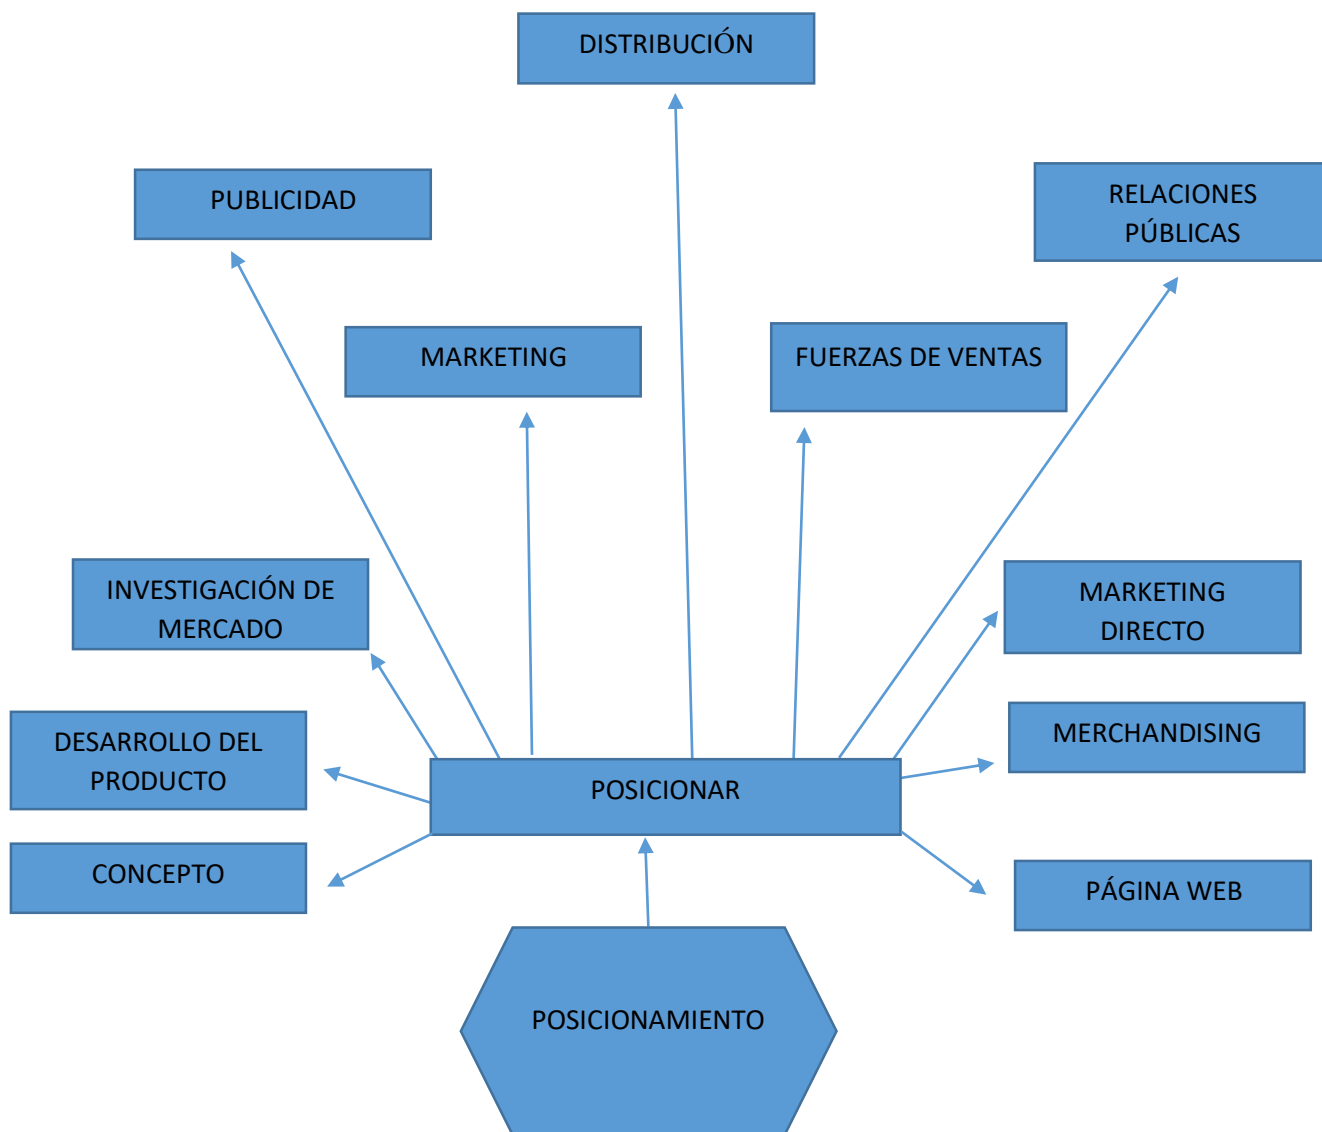 DISTRIBUCIÓN
PUBLICIDAD
RELACIONES
PÚBLICAS
MARKETING
FUERZAS DE VENTAS
INVESTIGACIÓN DE
MERCADO
MARKETING
DIRECTO
DESARROLLO DEL
PRODUCTO
MERCHANDISING
POSICIONAR
CONCEPTO
PÁGINA WEB
POSICIONAMIENTO